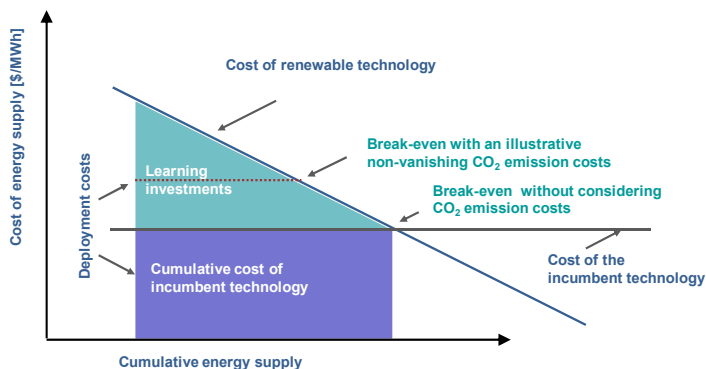 Cost of energy supply [$/MWh]
Cost of renewable technology
Break-even with an illustrative
non-vanishing CO2 emission costs
Learning
investments
Break-even without considering
CO2 emission costs
Deployment costs
Cumulative cost of
incumbent technology
Cost of the
incumbent technology
Cumulative energy supply